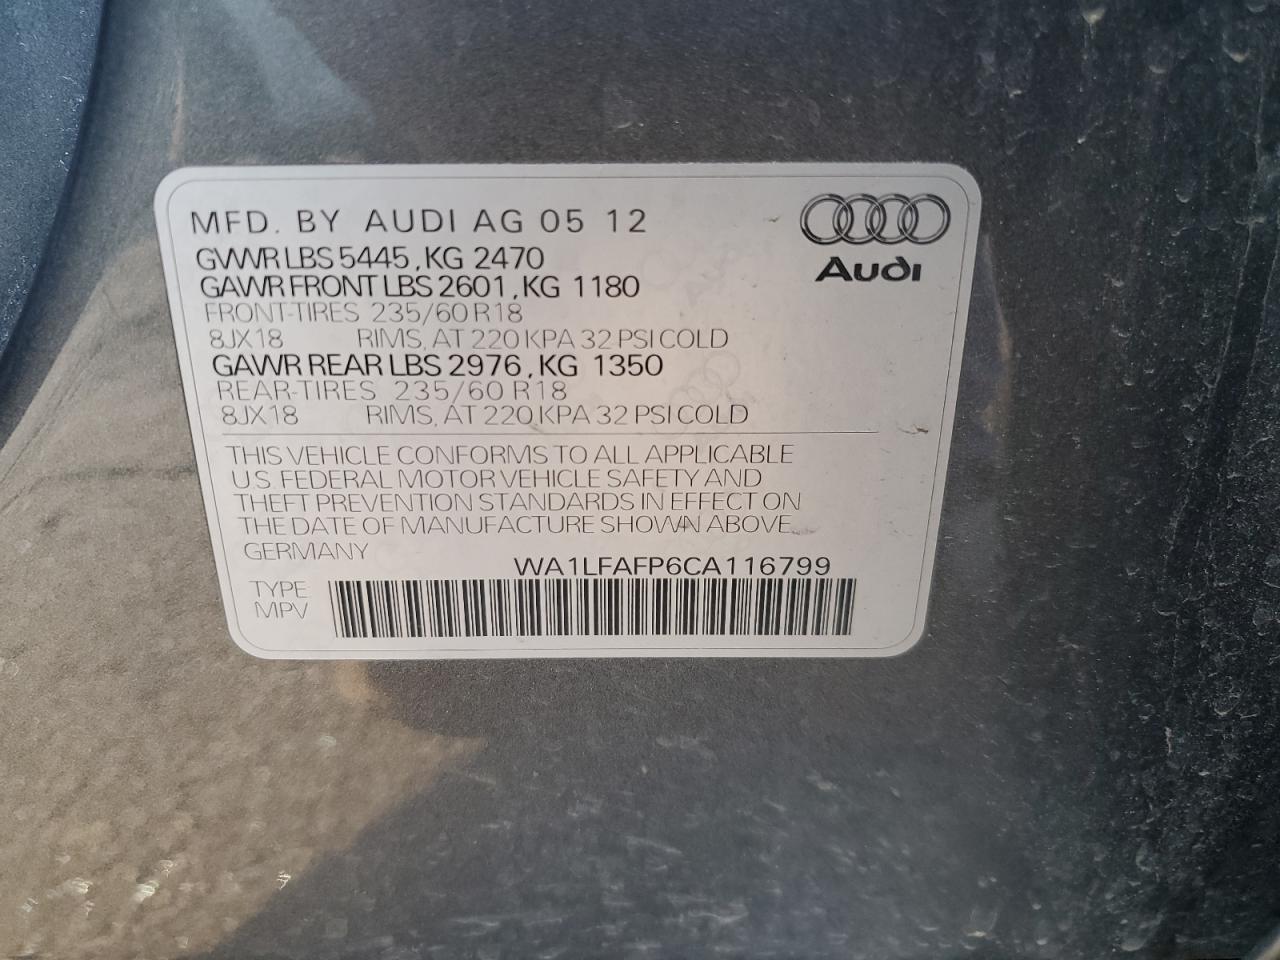 MFD. BY AUDI AG 05 12
Audi
GVWR LBS 5445, KG 2470
GAWR FRONT LBS 2601, KG 1180
FRONT-TIRES 235/60 R18
8JX18 RIMS, AT 220 KPA 32 PSI COLD
GAWR REAR LBS 2976, KG 1350
REAR-TIRES 235/60 R18
8JX18 RIMS, AT 220 KPA 32 PSI COLD
THIS VEHICLE CONFORMS TO ALL APPLICABLE
U.S. FEDERAL MOTOR VEHICLE SAFETY AND
THEFT PREVENTION STANDARDS IN EFFECT ON
THE DATE OF MANUFACTURE SHOWN ABOVE.
GERMANY
WA1LFAFP6CA116799
TYPE
MPV